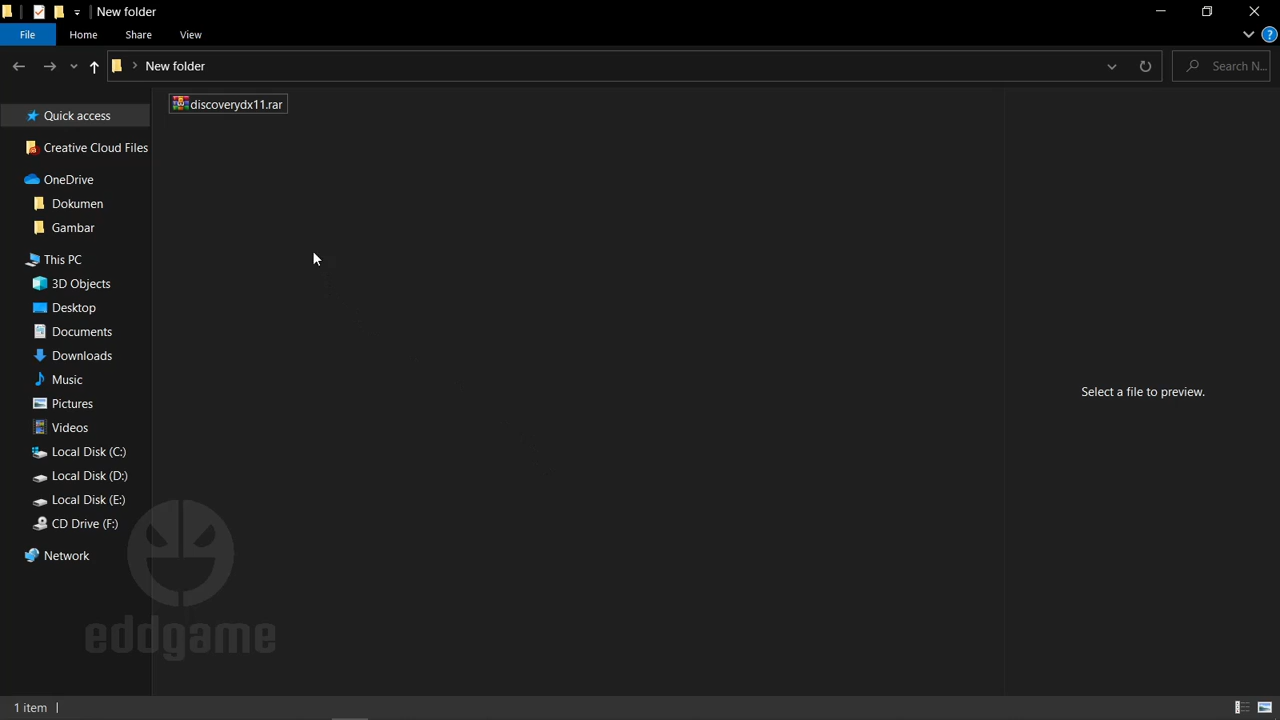 New folder
File Home Share View
New folder
Search N...
discoverydx11.rar
Quick access
Creative Cloud Files
OneDrive
Dokumen
Gambar
This PC
3D Objects
Desktop
Documents
Downloads
Music
Pictures
Videos
Local Disk (C:)
Local Disk (D:)
Local Disk (E:)
CD Drive (F:)
Network
Select a file to preview.
eddgame
1 item